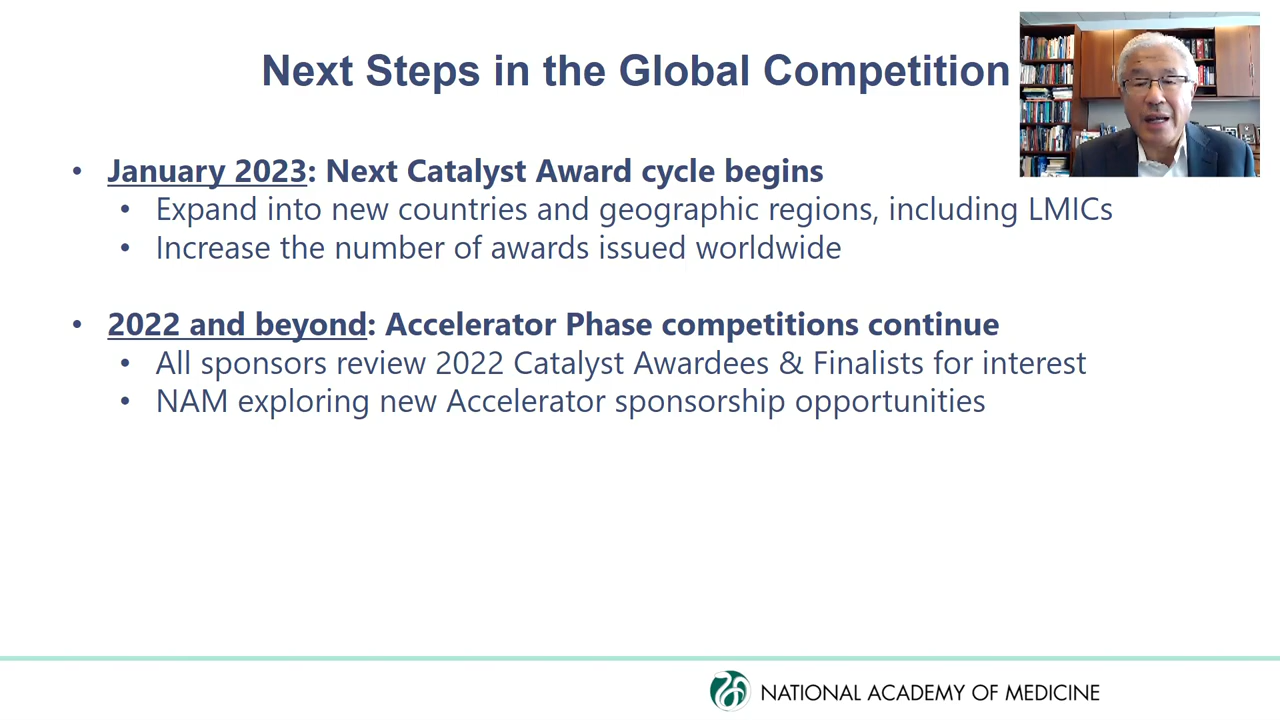 Next Steps in the Global Competition
• January 2023: Next Catalyst Award cycle begins
• Expand into new countries and geographic regions, including LMICs
• Increase the number of awards issued worldwide
• 2022 and beyond: Accelerator Phase competitions continue
• All sponsors review 2022 Catalyst Awardees & Finalists for interest
• NAM exploring new Accelerator sponsorship opportunities
NATIONAL ACADEMY OF MEDICINE